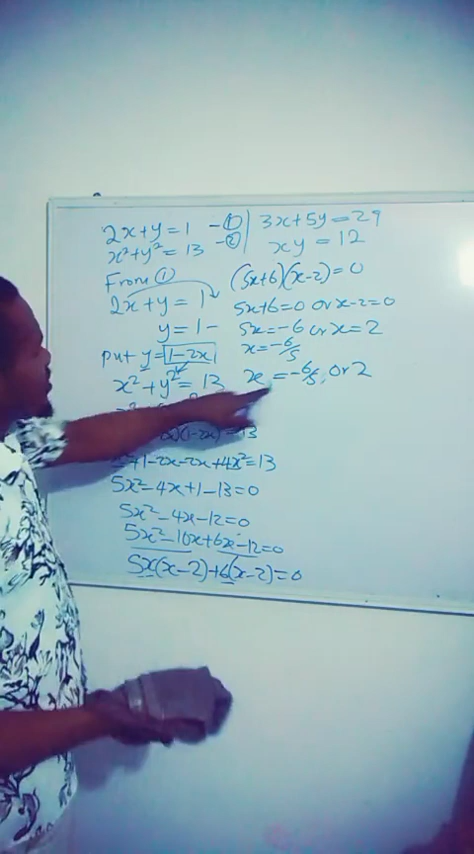 2x+y=1 -①
x²+y²=13 -②
From ①
2x+y=1
y=1-
put y=1-2x
x²+y²=13
(1-2x)=13
+1-2x-2x+4x²=13
5x²-4x+1-13=0
5x²-4x-12=0
5x²-10x+6x-12=0
5x(x-2)+6(x-2)=0
3x+5y=29
xy=12
(5x+6)(x-2)=0
5x+6=0 or x-2=0
5x=-6 or x=2
x=-6/5
x=-6/5, or 2